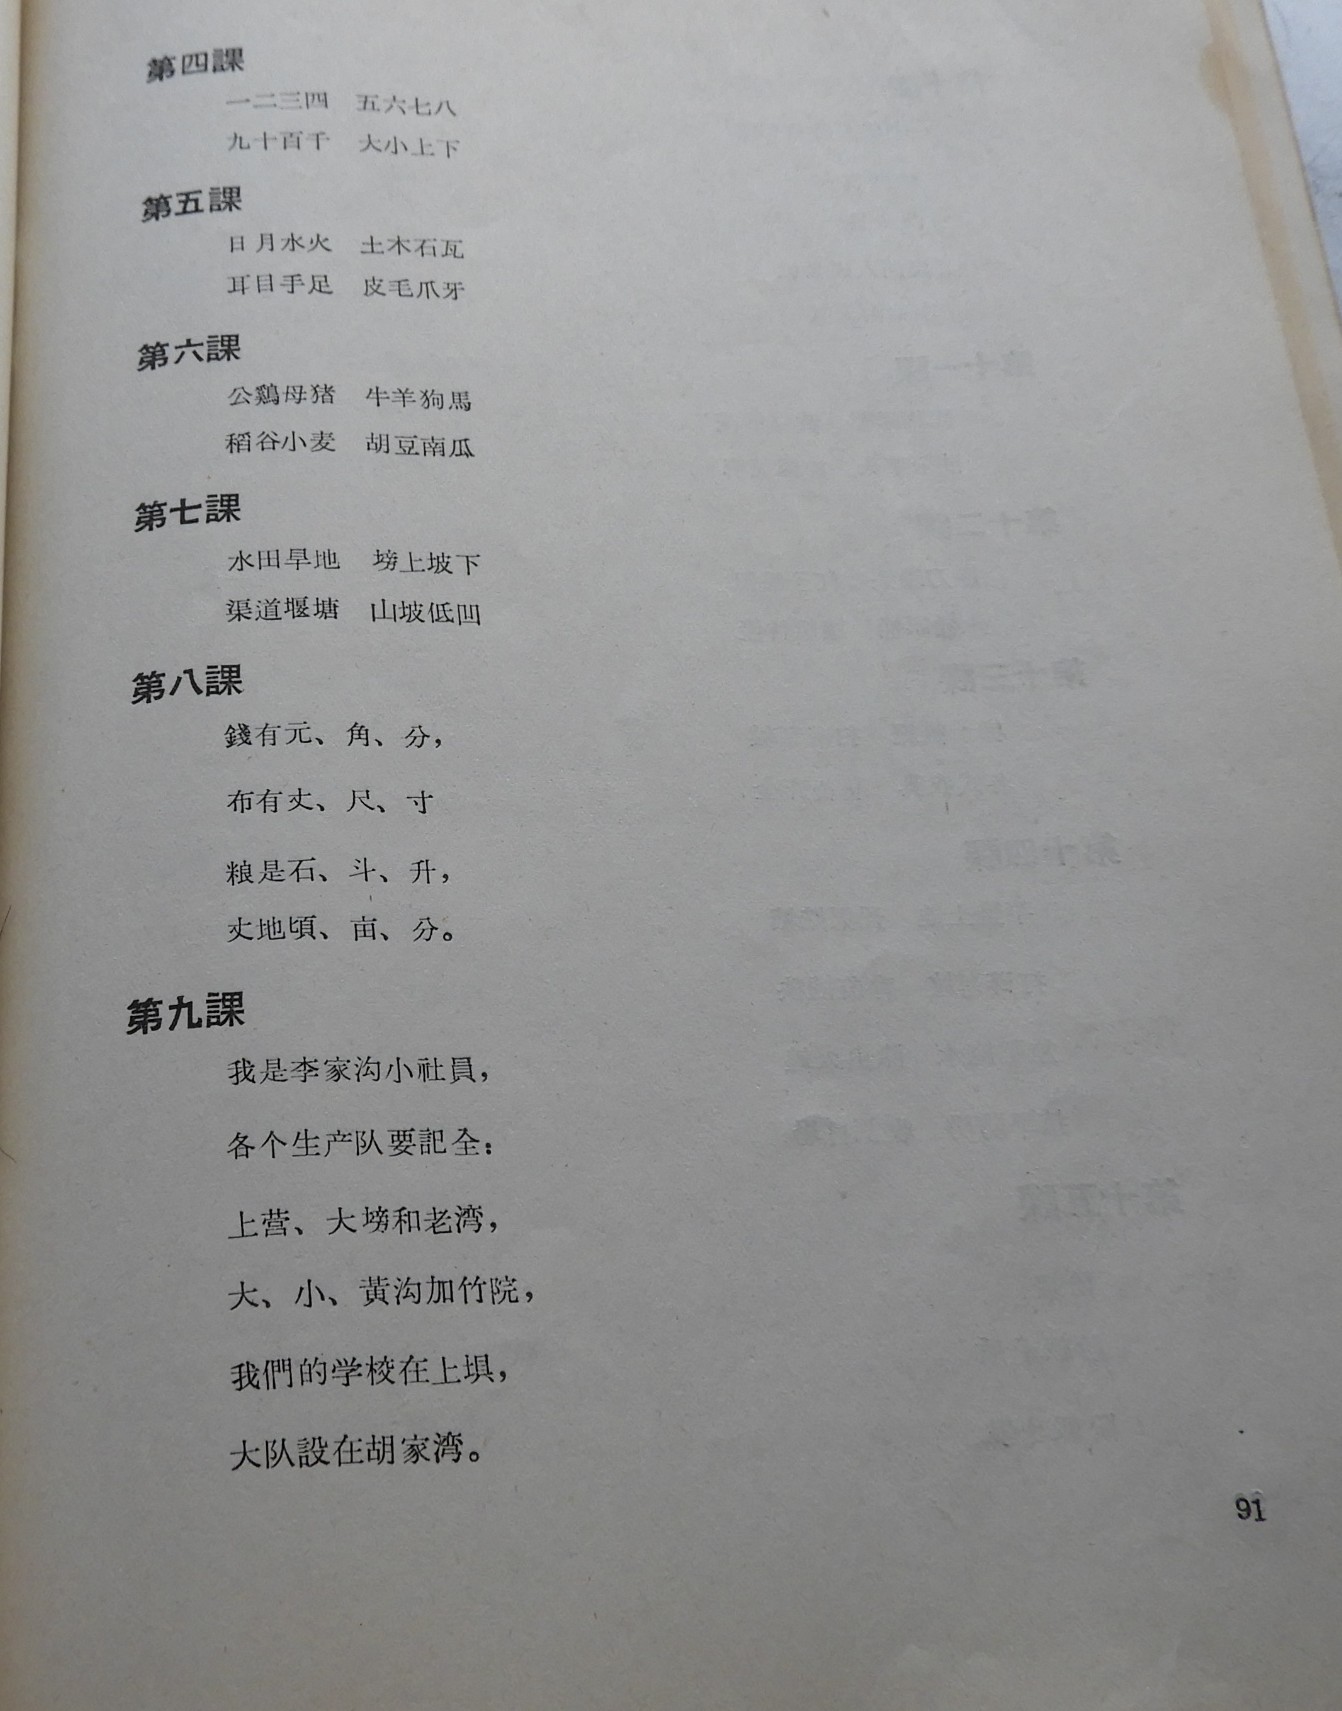 第四課
一二三四　五六七八
九十百千　大小上下
第五課
日月水火　土木石瓦
耳目手足　皮毛爪牙
第六課
公鷄母猪　牛羊狗馬
稻谷小麦　胡豆南瓜
第七課
水田旱地　塝上坡下
渠道堰塘　山坡低凹
第八課
錢有元、角、分，
布有丈、尺、寸
粮是石、斗、升，
丈地頃、亩、分。
第九課
我是李家沟小社員，
各个生产队要記全：
上营、大塝和老湾，
大、小、黃沟加竹院，
我們的学校在上埧，
大队設在胡家湾。
91